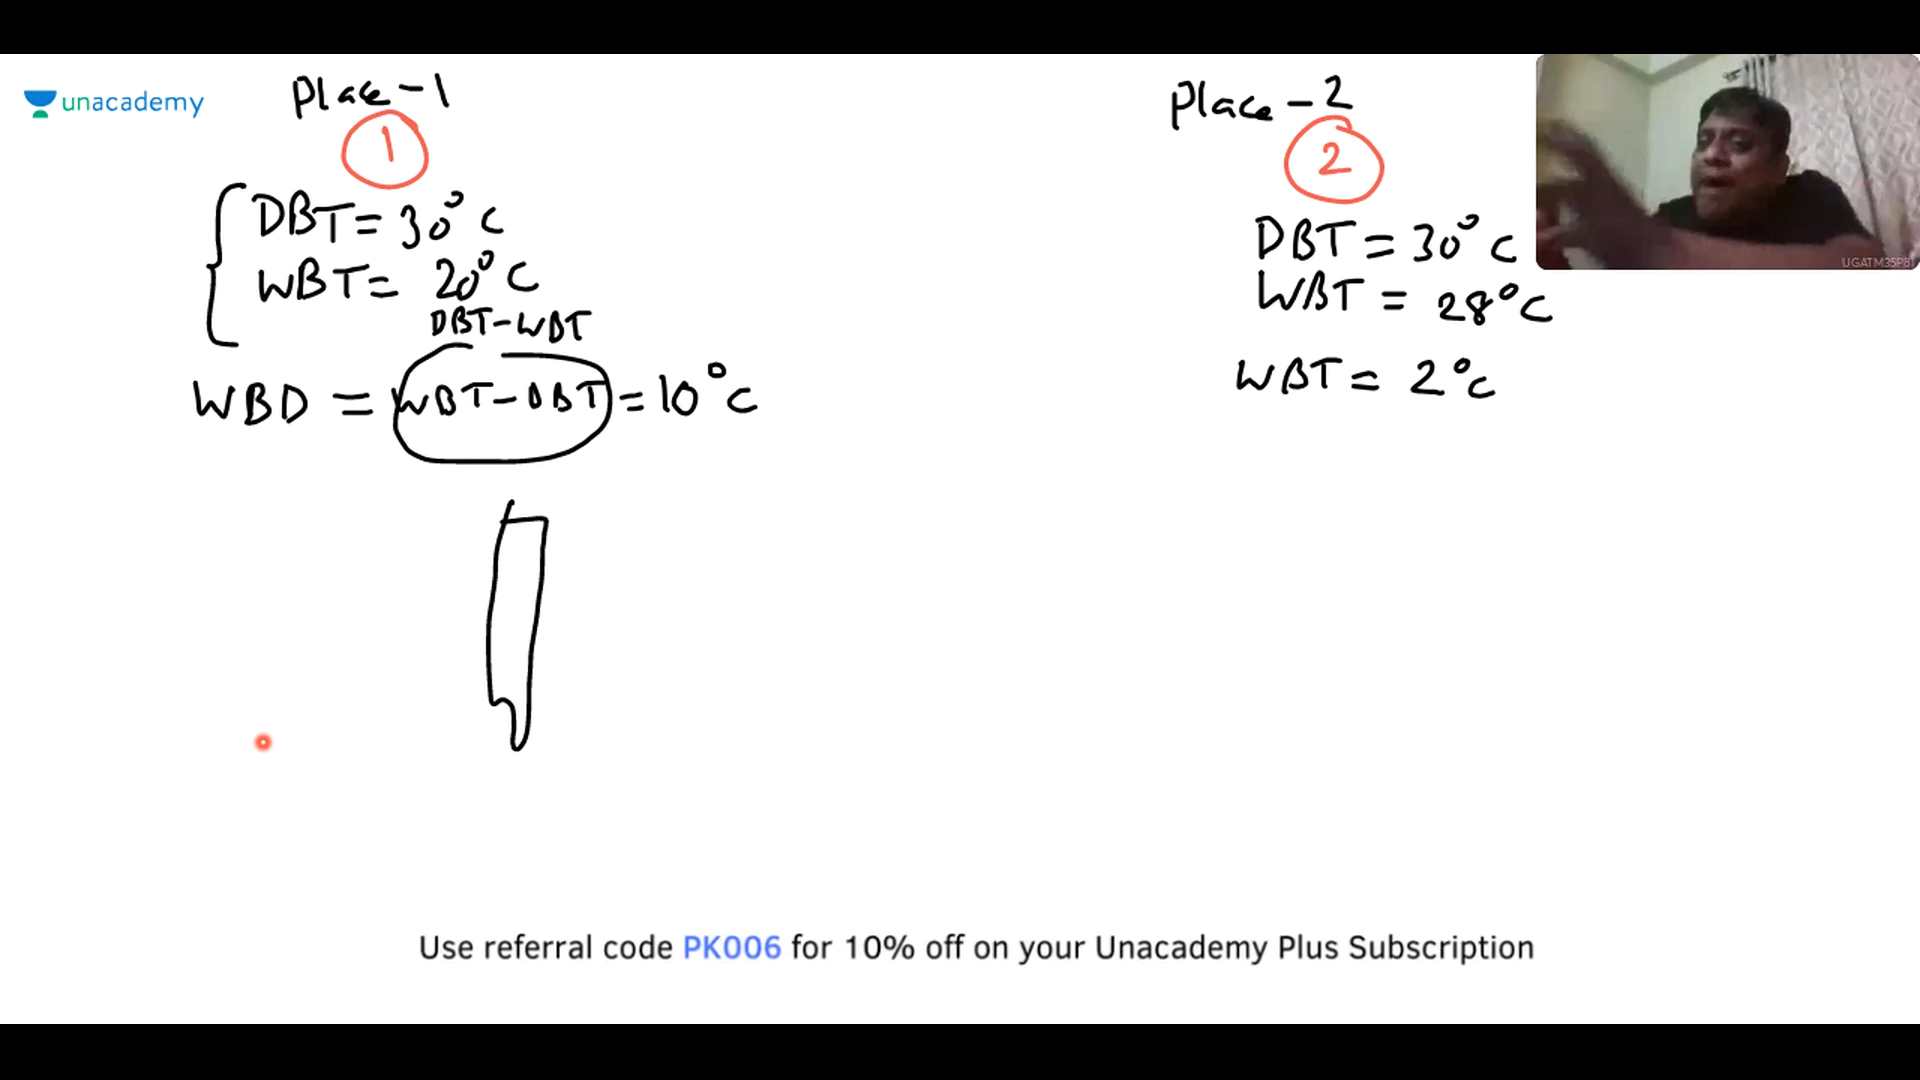 unacademy
Place-1
1
DBT = 30°C
WBT = 20°C
DBT-WBT
WBD = WBT-DBT = 10°C
Place-2
2
DBT = 30°C
WBT = 28°C
WBT = 2°C
UGATM35P81
Use referral code PK006 for 10% off on your Unacademy Plus Subscription